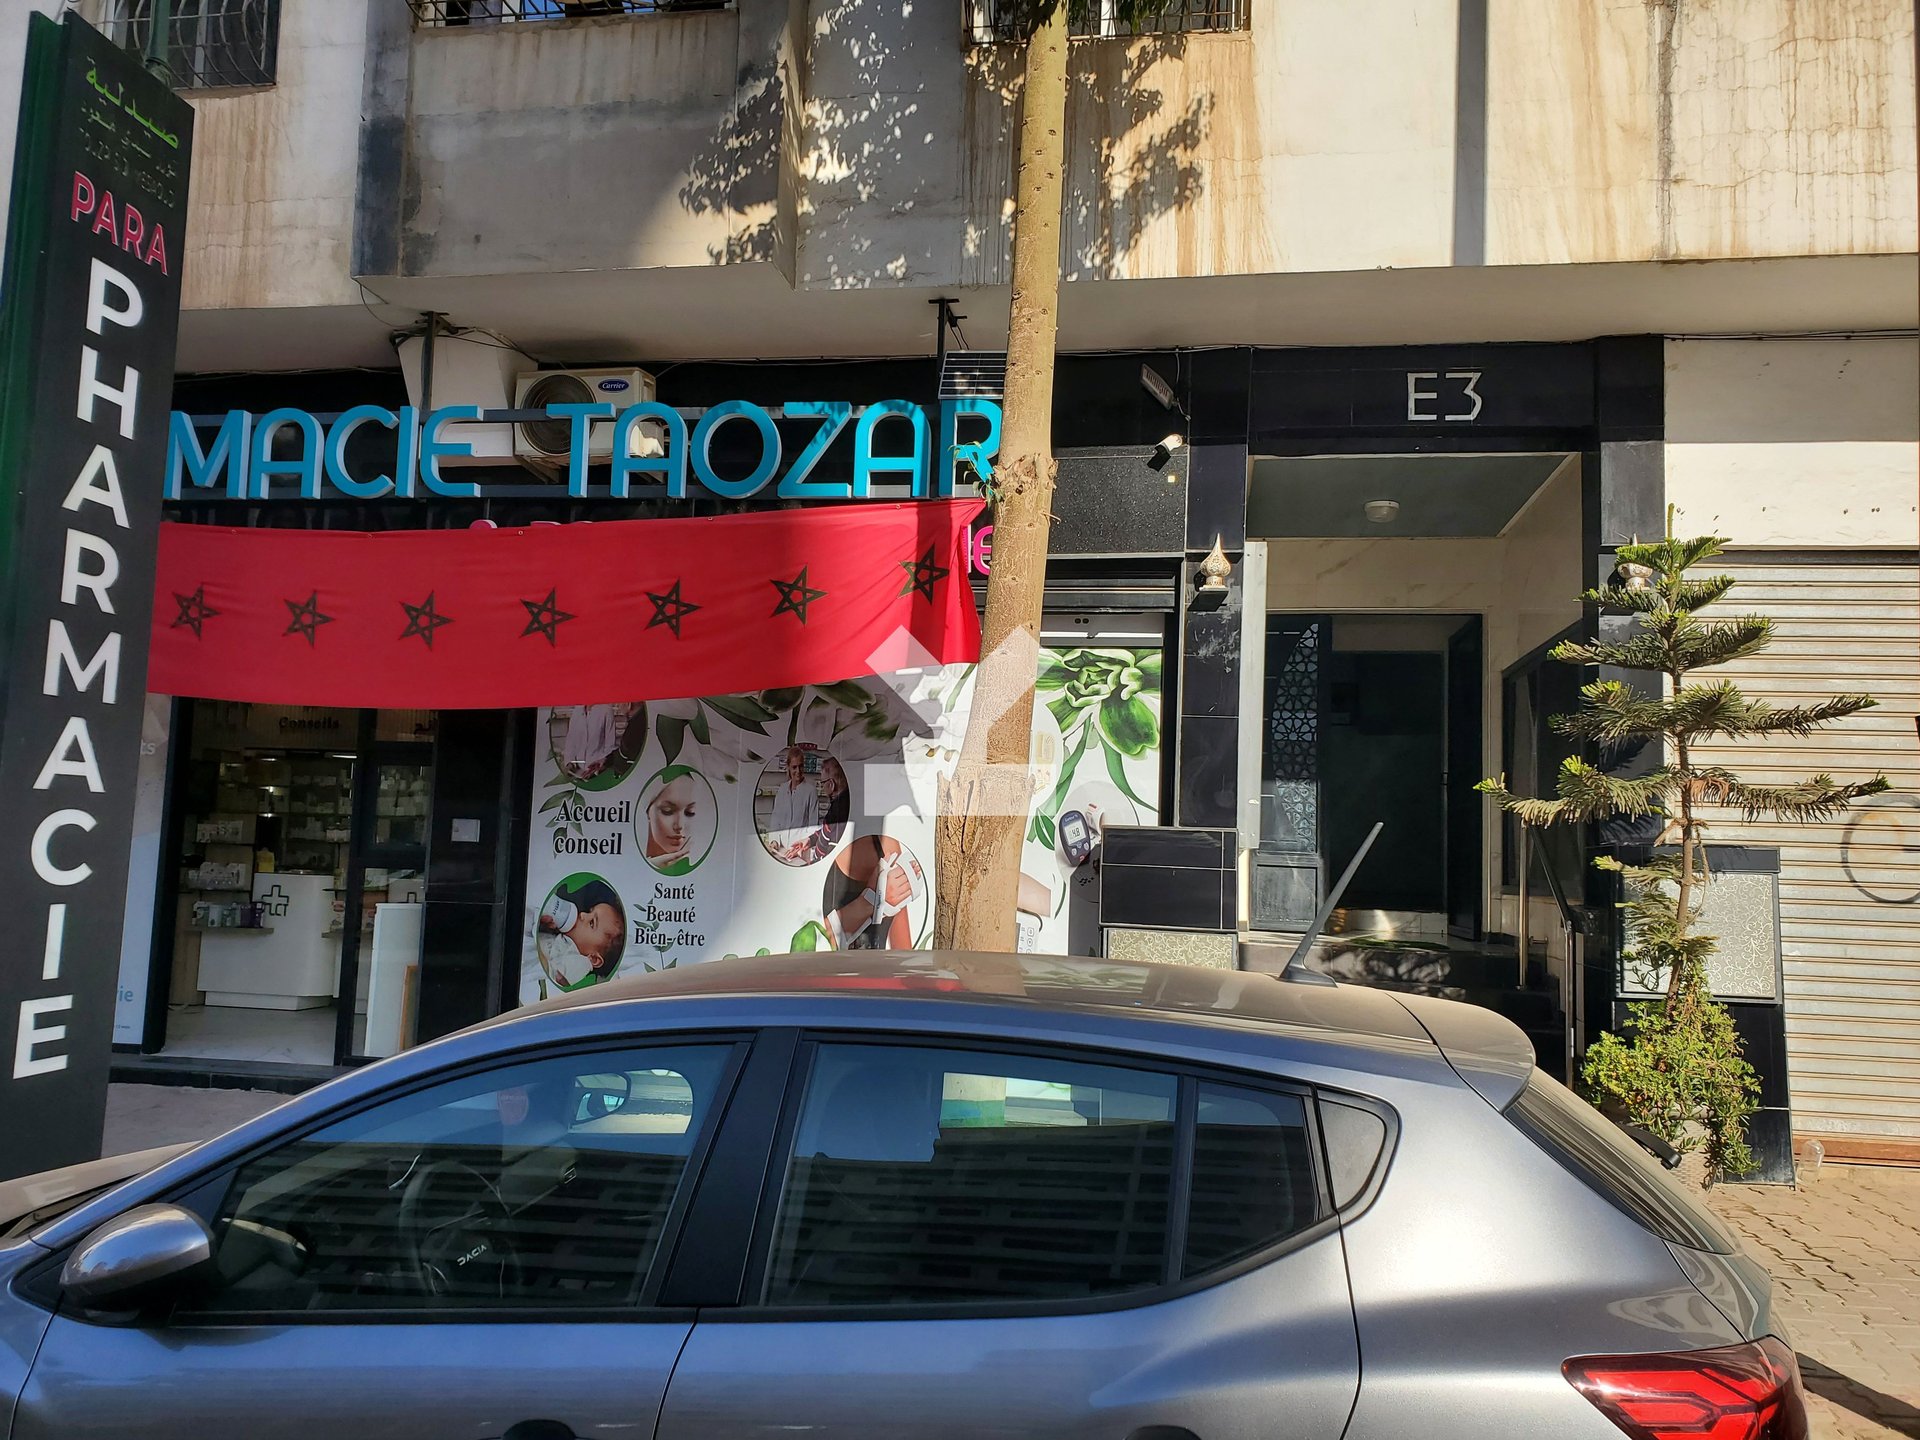 صيدلية
PARA
PHARMACIE
Carrier
MACIE TAOZAR
E3
Conseils
Accueil
conseil
Santé
Beauté
Bien-être
DACIA